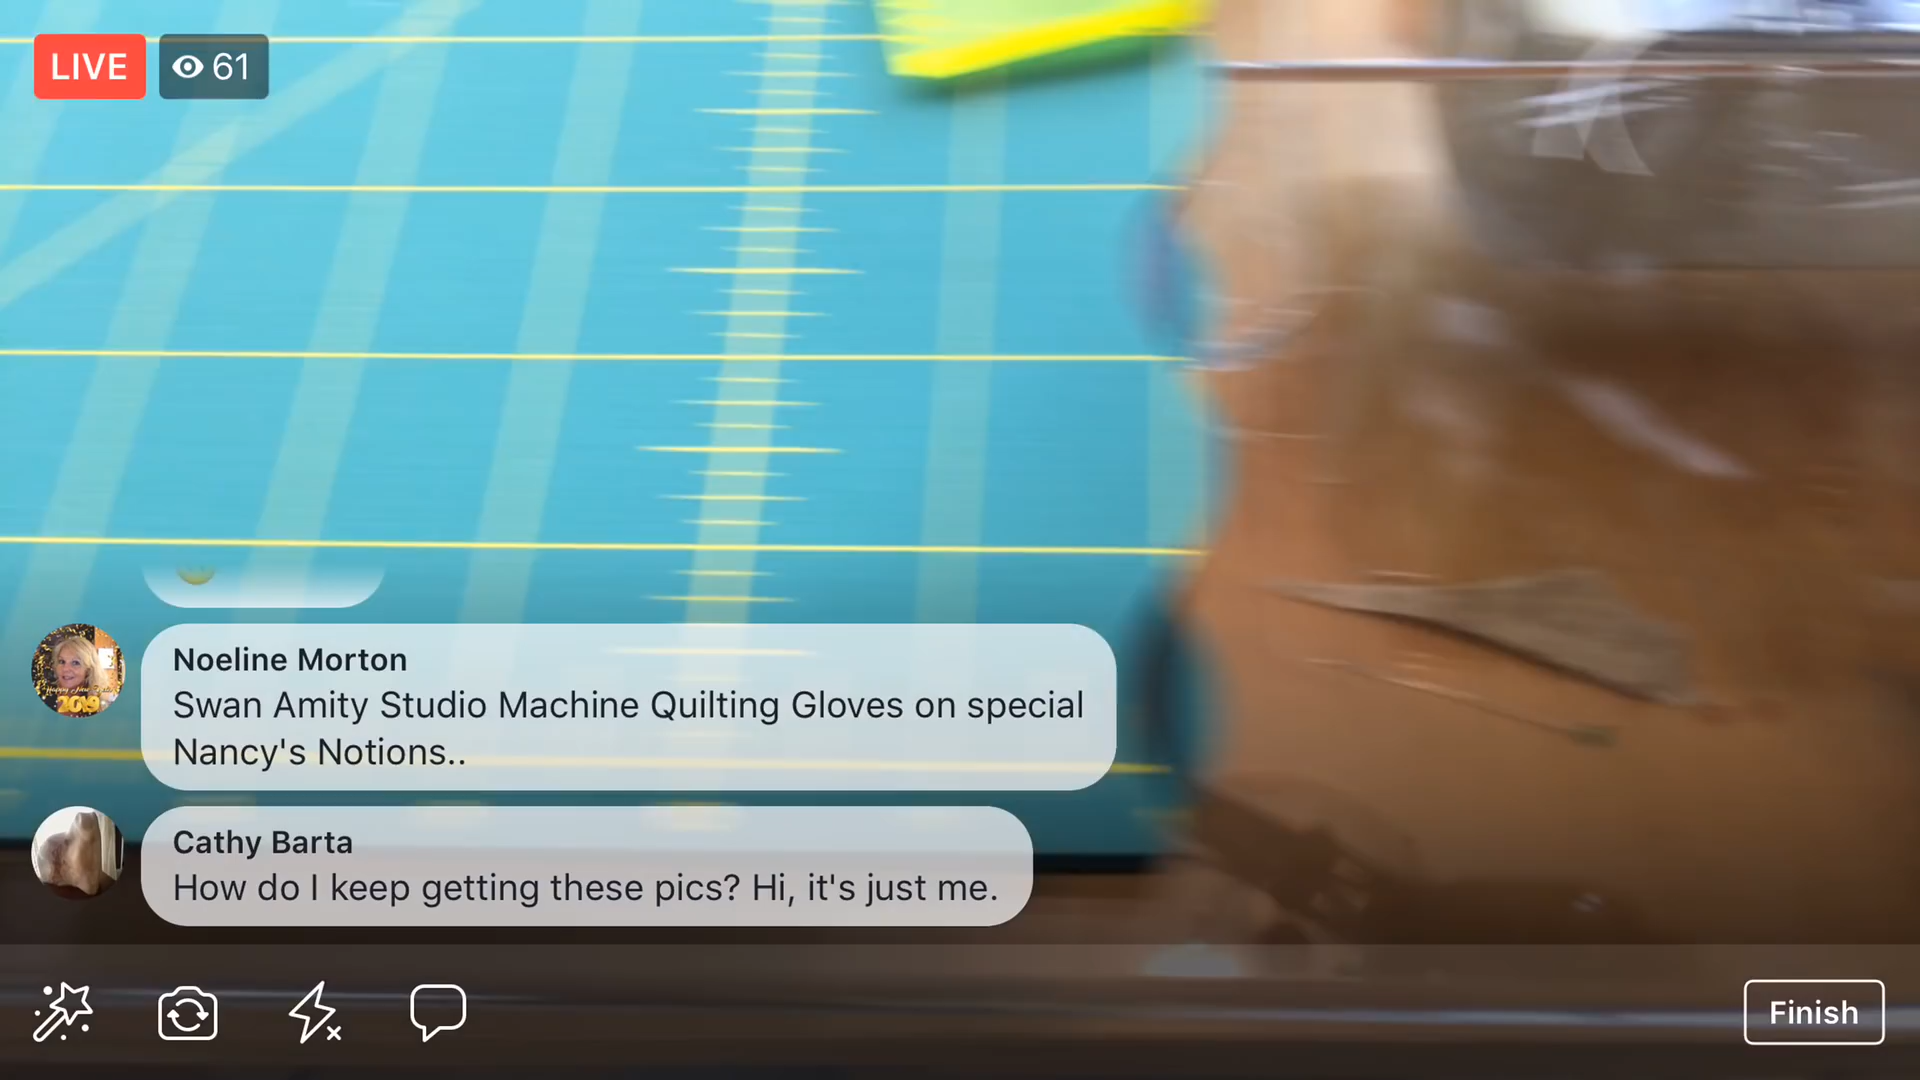 LIVE
61
Noeline Morton
Swan Amity Studio Machine Quilting Gloves on special
Nancy's Notions..
Cathy Barta
How do I keep getting these pics? Hi, it's just me.
Finish